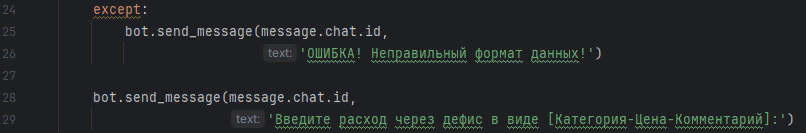 24 except:
25 bot.send_message(message.chat.id,
26 text: 'ОШИБКА! Неправильный формат данных!')
27
28 bot.send_message(message.chat.id,
29 text: 'Введите расход через дефис в виде [Категория-Цена-Комментарий]:')